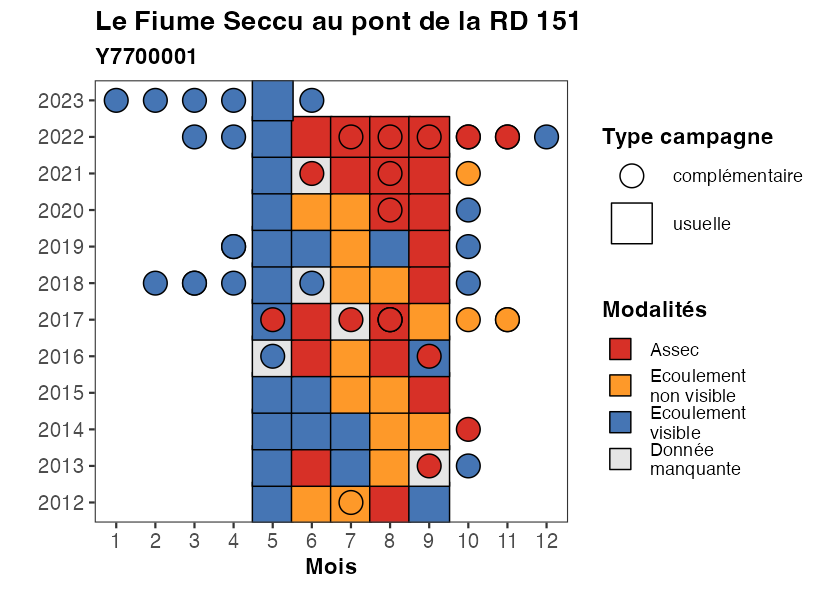 Le Fiume Seccu au pont de la RD 151
Y7700001
2023
2022
2021
2020
2019
2018
2017
2016
2015
2014
2013
2012
1 2 3 4 5 6 7 8 9 10 11 12
Mois
Type campagne
complémentaire
usuelle
Modalités
Assec
Ecoulement
non visible
Ecoulement
visible
Donnée
manquante